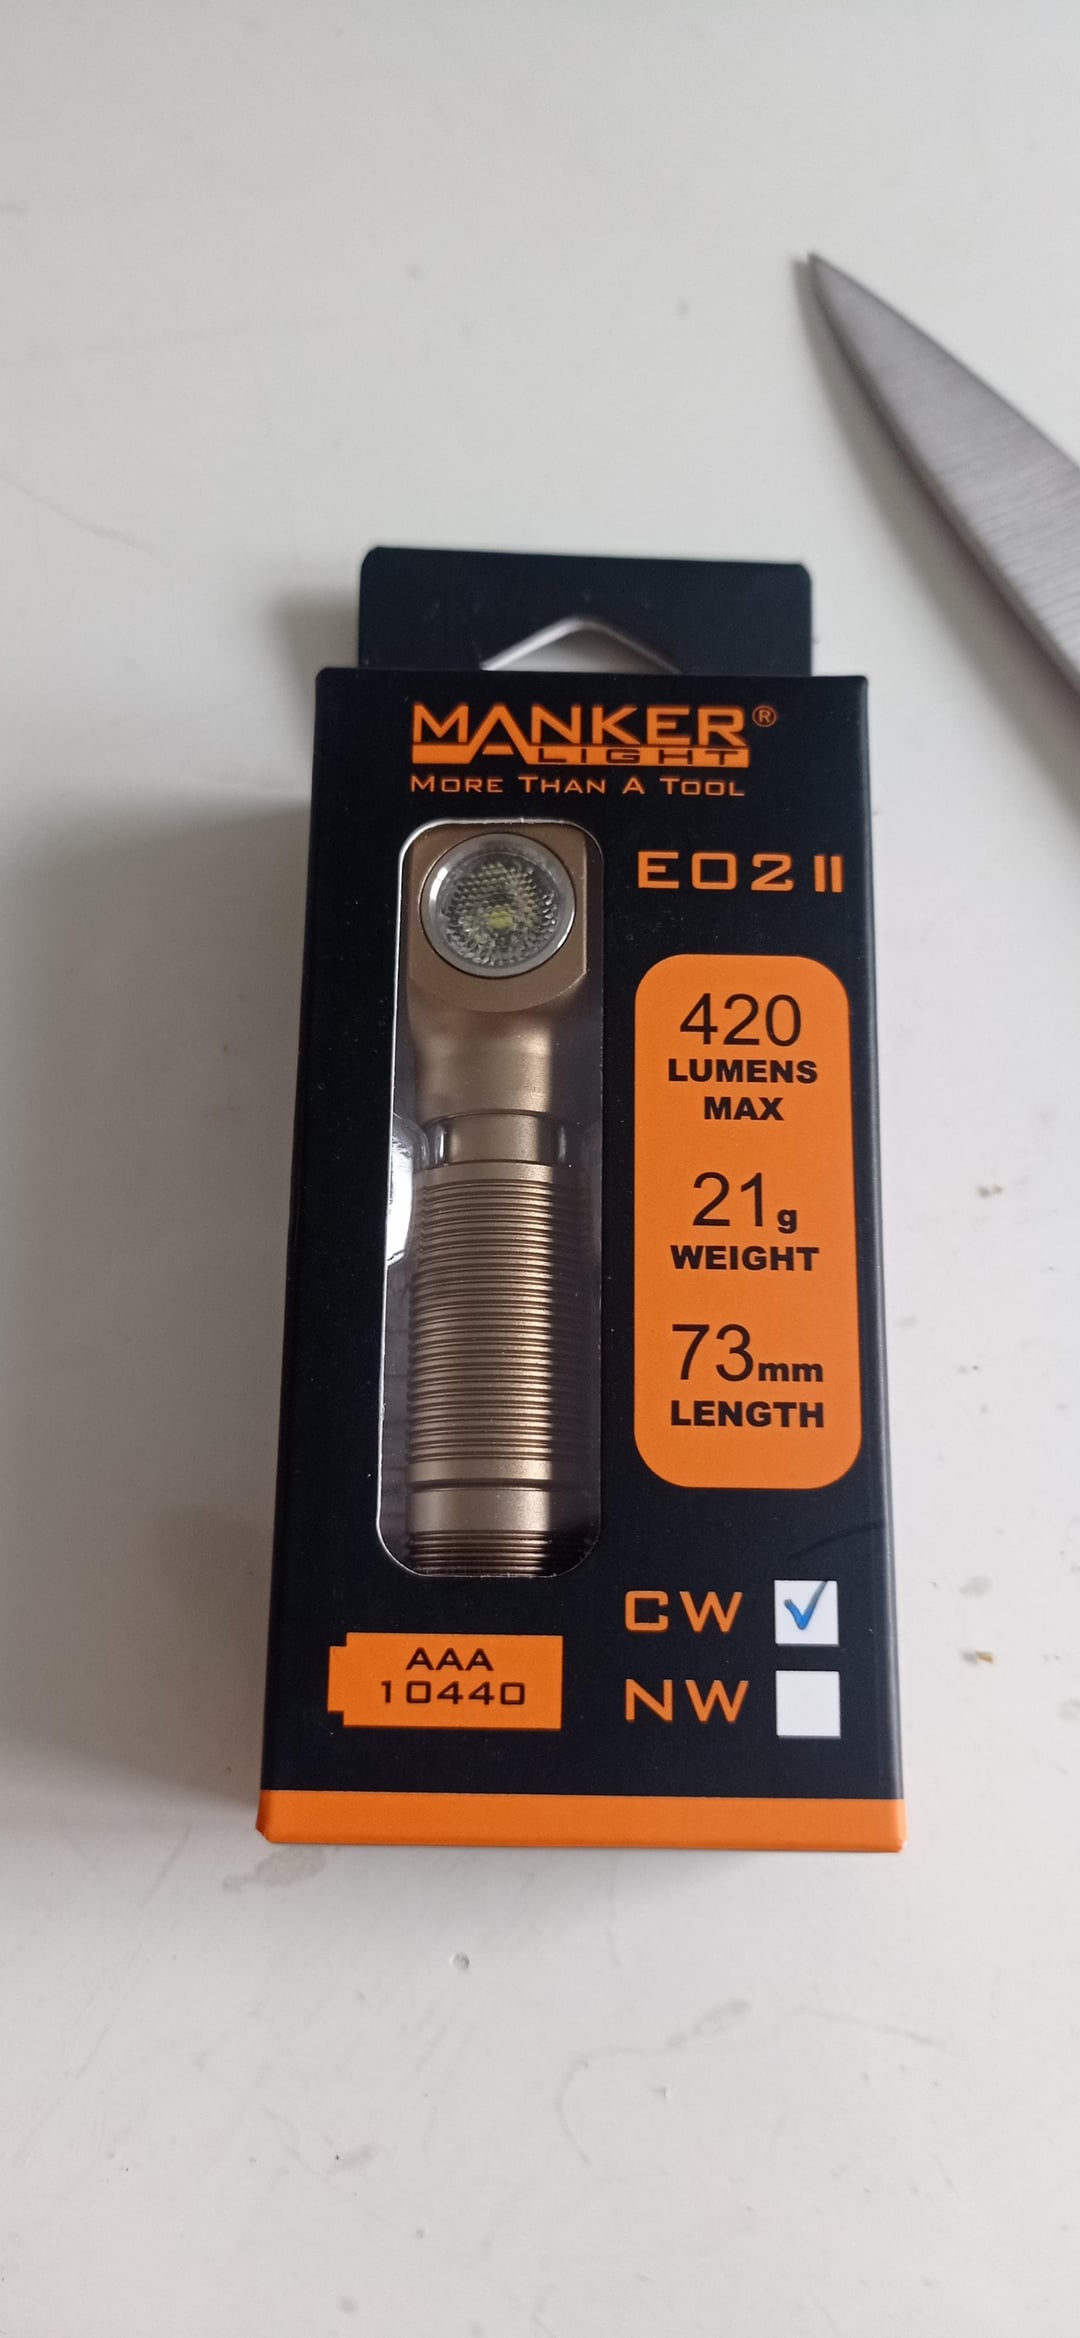 MANKER®
LIGHT
MORE THAN A TOOL
E02 II
420
LUMENS
MAX
21g
WEIGHT
73mm
LENGTH
CW
NW
AAA
10440